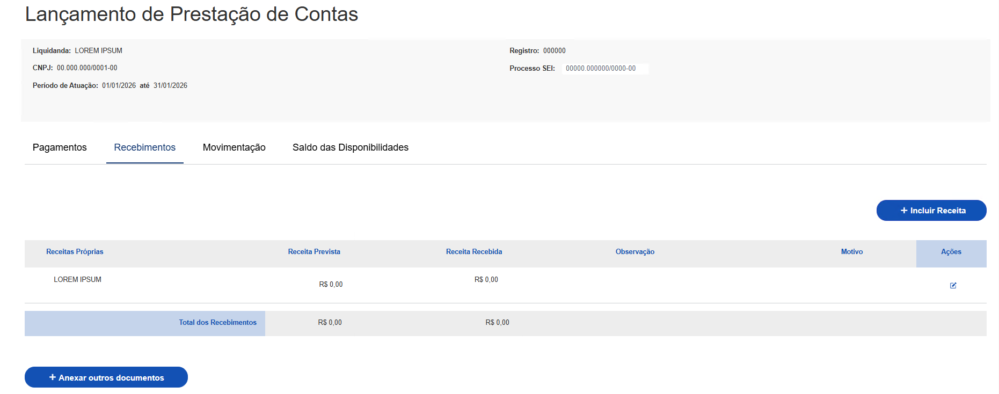 Lançamento de Prestação de Contas
Liquidanda: LOREM IPSUM
Registro: 000000
CNPJ: 00.000.000/0001-00
Processo SEI: 00000.000000/0000-00
Período de Atuação: 01/01/2026 até 31/01/2026
Pagamentos Recebimentos Movimentação Saldo das Disponibilidades
+ Incluir Receita
Receitas Próprias Receita Prevista Receita Recebida Observação Motivo Ações
LOREM IPSUM R$ 0,00 R$ 0,00
Total dos Recebimentos R$ 0,00 R$ 0,00
+ Anexar outros documentos